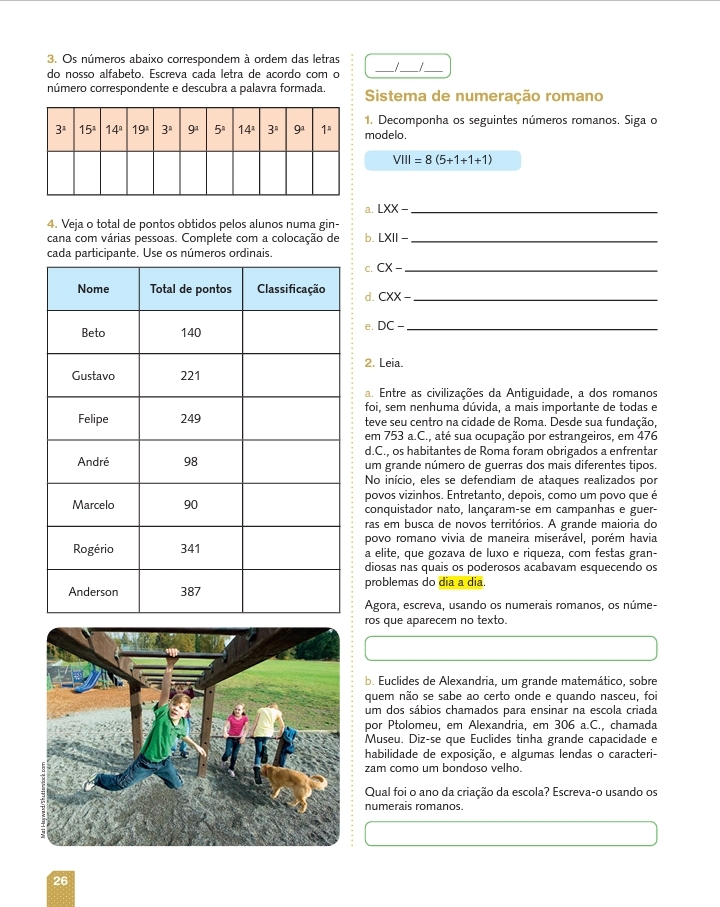 3. Os números abaixo correspondem à ordem das letras
do nosso alfabeto. Escreva cada letra de acordo com o
número correspondente e descubra a palavra formada.
3ª 15ª 14ª 19ª 3ª 9ª 5ª 14ª 3ª 9ª 1ª
4. Veja o total de pontos obtidos pelos alunos numa gin-
cana com várias pessoas. Complete com a colocação de
cada participante. Use os números ordinais.
Nome Total de pontos Classificação
Beto 140
Gustavo 221
Felipe 249
André 98
Marcelo 90
Rogério 341
Anderson 387
Mat Hayward/Shutterstock.com
26
___/___/___
Sistema de numeração romano
1. Decomponha os seguintes números romanos. Siga o
modelo.
VIII = 8 (5+1+1+1)
a. LXX –
b. LXII –
c. CX –
d. CXX –
e. DC –
2. Leia.
a. Entre as civilizações da Antiguidade, a dos romanos
foi, sem nenhuma dúvida, a mais importante de todas e
teve seu centro na cidade de Roma. Desde sua fundação,
em 753 a.C., até sua ocupação por estrangeiros, em 476
d.C., os habitantes de Roma foram obrigados a enfrentar
um grande número de guerras dos mais diferentes tipos.
No início, eles se defendiam de ataques realizados por
povos vizinhos. Entretanto, depois, como um povo que é
conquistador nato, lançaram-se em campanhas e guer-
ras em busca de novos territórios. A grande maioria do
povo romano vivia de maneira miserável, porém havia
a elite, que gozava de luxo e riqueza, com festas gran-
diosas nas quais os poderosos acabavam esquecendo os
problemas do dia a dia.
Agora, escreva, usando os numerais romanos, os núme-
ros que aparecem no texto.
b. Euclides de Alexandria, um grande matemático, sobre
quem não se sabe ao certo onde e quando nasceu, foi
um dos sábios chamados para ensinar na escola criada
por Ptolomeu, em Alexandria, em 306 a.C., chamada
Museu. Diz-se que Euclides tinha grande capacidade e
habilidade de exposição, e algumas lendas o caracteri-
zam como um bondoso velho.
Qual foi o ano da criação da escola? Escreva-o usando os
numerais romanos.